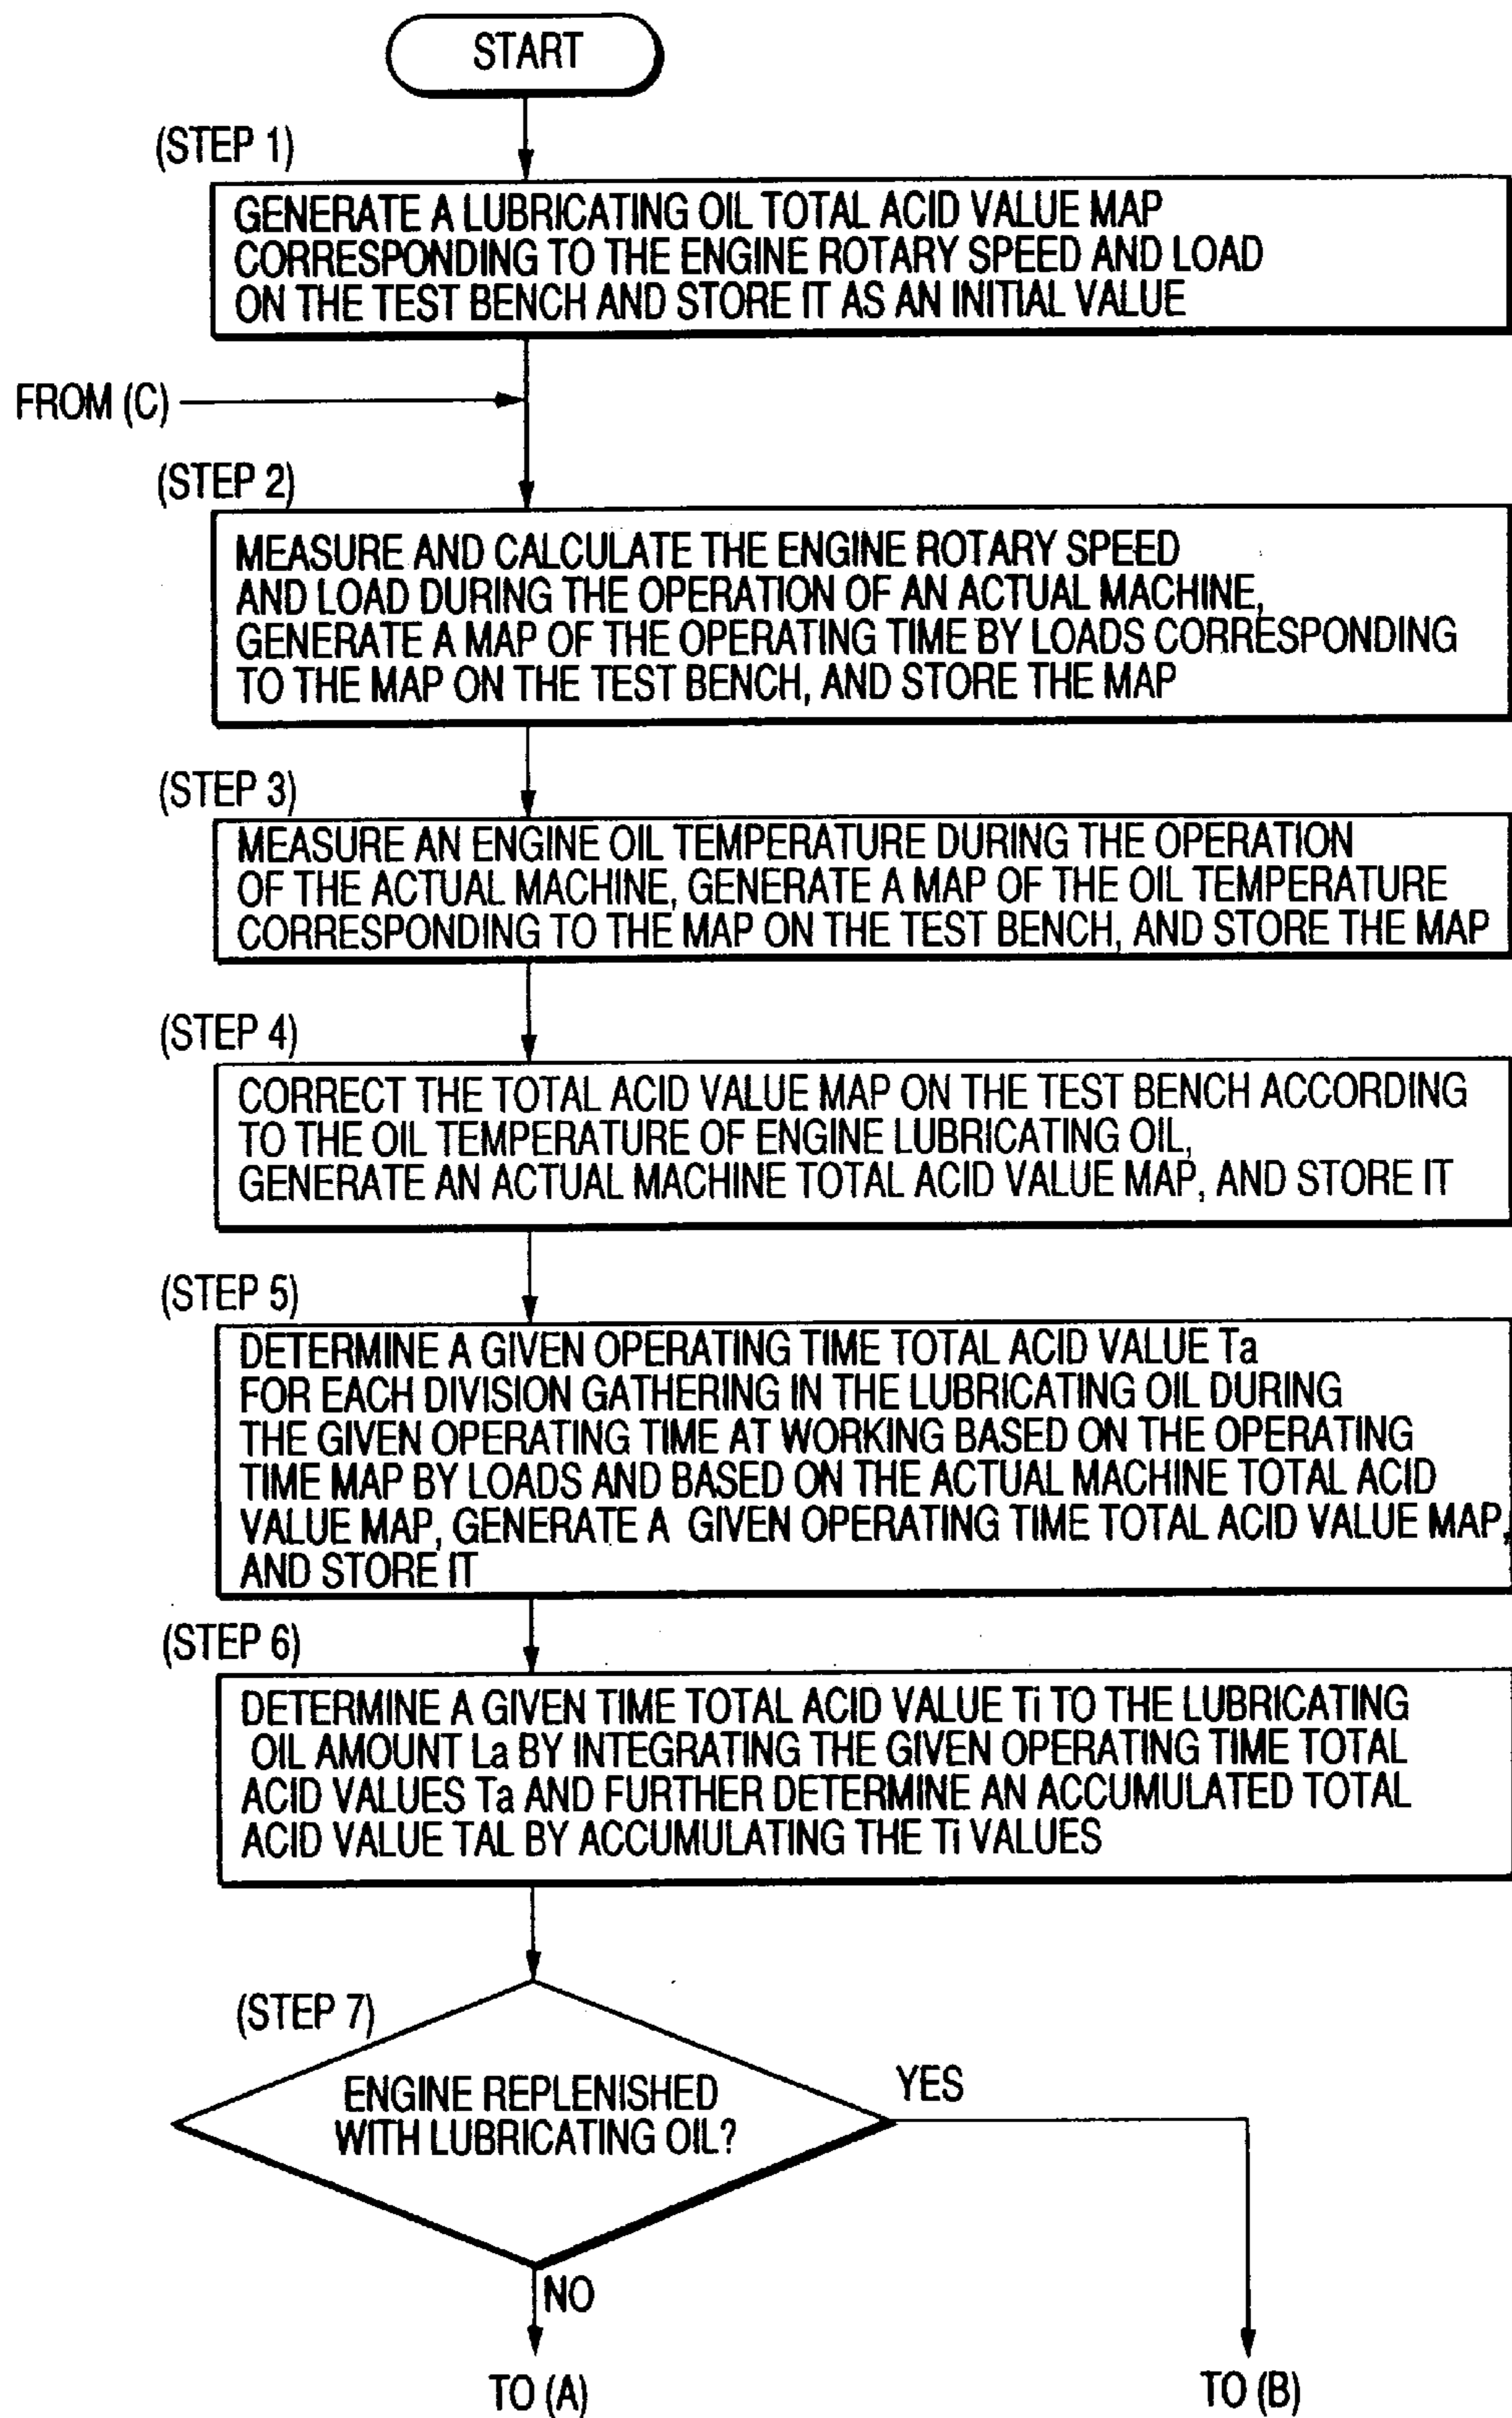 START
(STEP 1)
GENERATE A LUBRICATING OIL TOTAL ACID VALUE MAP
CORRESPONDING TO THE ENGINE ROTARY SPEED AND LOAD
ON THE TEST BENCH AND STORE IT AS AN INITIAL VALUE
FROM (C)
(STEP 2)
MEASURE AND CALCULATE THE ENGINE ROTARY SPEED
AND LOAD DURING THE OPERATION OF AN ACTUAL MACHINE,
GENERATE A MAP OF THE OPERATING TIME BY LOADS CORRESPONDING
TO THE MAP ON THE TEST BENCH, AND STORE THE MAP
(STEP 3)
MEASURE AN ENGINE OIL TEMPERATURE DURING THE OPERATION
OF THE ACTUAL MACHINE, GENERATE A MAP OF THE OIL TEMPERATURE
CORRESPONDING TO THE MAP ON THE TEST BENCH, AND STORE THE MAP
(STEP 4)
CORRECT THE TOTAL ACID VALUE MAP ON THE TEST BENCH ACCORDING
TO THE OIL TEMPERATURE OF ENGINE LUBRICATING OIL,
GENERATE AN ACTUAL MACHINE TOTAL ACID VALUE MAP, AND STORE IT
(STEP 5)
DETERMINE A GIVEN OPERATING TIME TOTAL ACID VALUE Ta
FOR EACH DIVISION GATHERING IN THE LUBRICATING OIL DURING
THE GIVEN OPERATING TIME AT WORKING BASED ON THE OPERATING
TIME MAP BY LOADS AND BASED ON THE ACTUAL MACHINE TOTAL ACID
VALUE MAP, GENERATE A GIVEN OPERATING TIME TOTAL ACID VALUE MAP,
AND STORE IT
(STEP 6)
DETERMINE A GIVEN TIME TOTAL ACID VALUE Ti TO THE LUBRICATING
OIL AMOUNT La BY INTEGRATING THE GIVEN OPERATING TIME TOTAL
ACID VALUES Ta AND FURTHER DETERMINE AN ACCUMULATED TOTAL
ACID VALUE TAL BY ACCUMULATING THE Ti VALUES
(STEP 7)
ENGINE REPLENISHED
WITH LUBRICATING OIL?
YES
NO
TO (A)
TO (B)